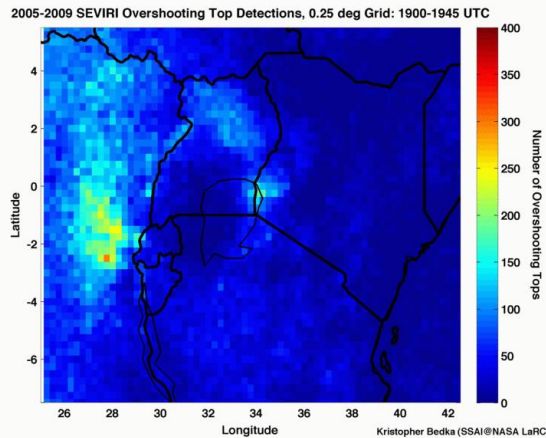 2005-2009 SEVIRI Overshooting Top Detections, 0.25 deg Grid: 1900-1945 UTC
400
350
300
250
200
150
100
50
0
Number of Overshooting Tops
4
2
0
-2
-4
-6
Latitude
26 28 30 32 34 36 38 40 42
Longitude
Kristopher Bedka (SSAI@NASA LaRC